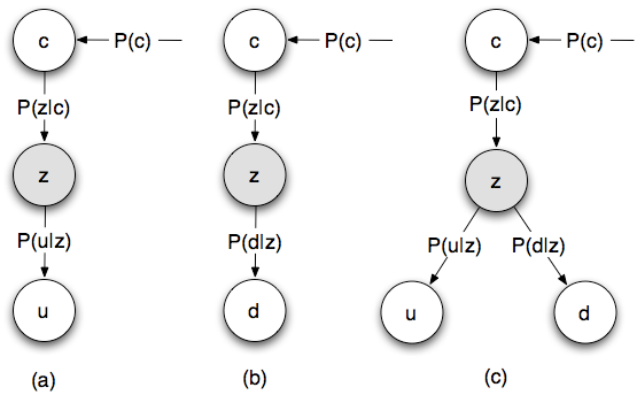 c P(c) c P(c) c P(c)
P(z|c) P(z|c) P(z|c)
z z z
P(u|z) P(d|z) P(u|z) P(d|z)
u d u d
(a) (b) (c)